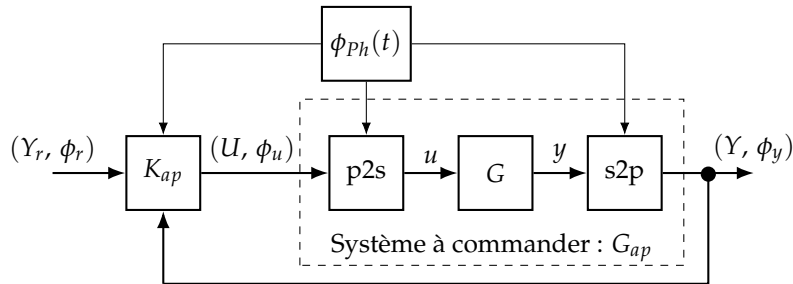 ϕ_Ph(t)
(Y_r, ϕ_r)
K_ap
(U, ϕ_u)
p2s
u
G
y
s2p
(Y, ϕ_y)
Système à commander : G_ap